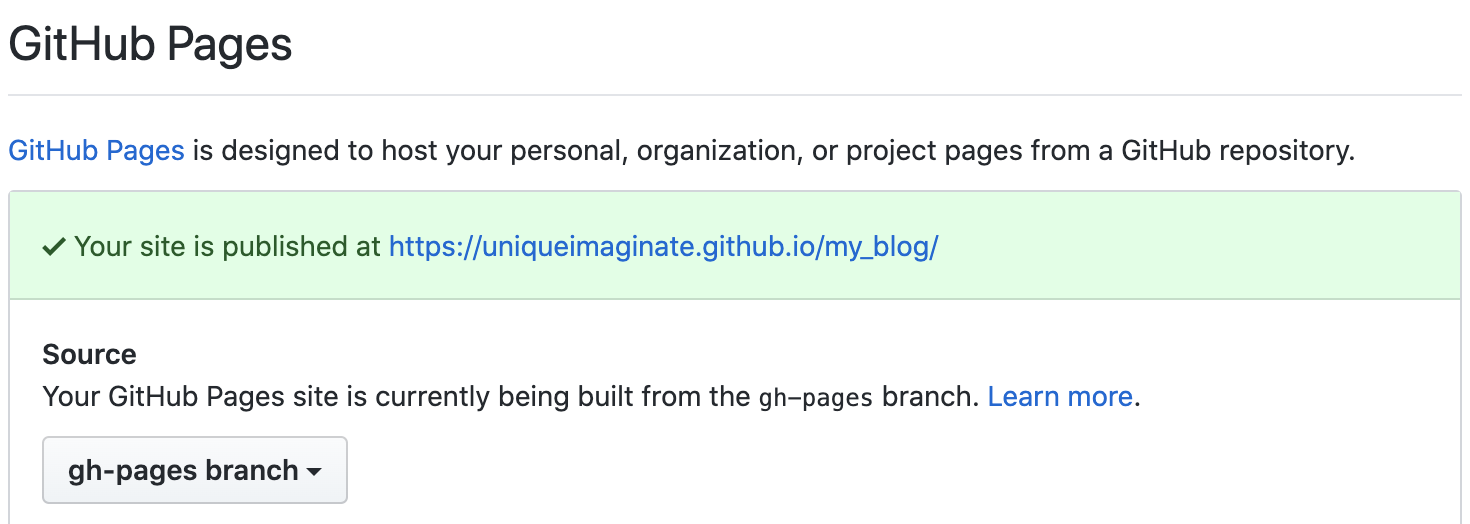 GitHub Pages
GitHub Pages is designed to host your personal, organization, or project pages from a GitHub repository.
Your site is published at https://uniqueimaginate.github.io/my_blog/
Source
Your GitHub Pages site is currently being built from the gh-pages branch. Learn more.
gh-pages branch